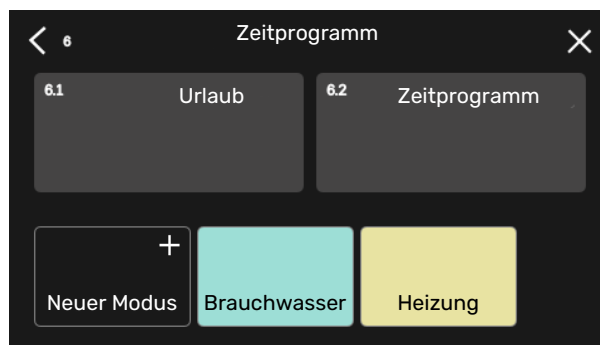 6 Zeitprogramm
6.1 Urlaub
6.2 Zeitprogramm
Neuer Modus
Brauchwasser
Heizung